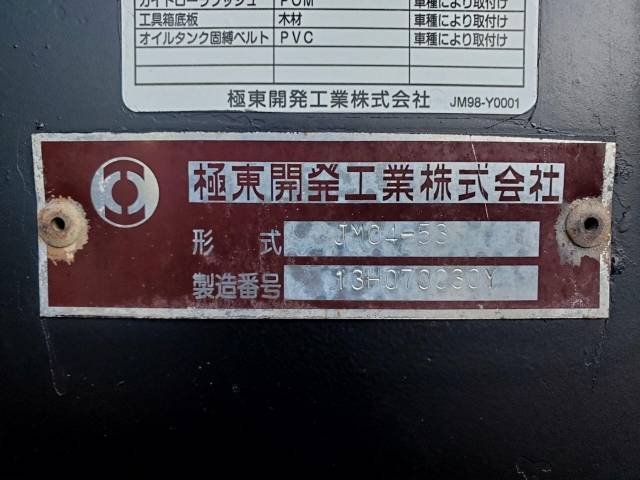 ガイドローラブッシュ POM 車種により取付け
工具箱底板 木材 車種により取付け
オイルタンク固縛ベルト PVC 車種により取付け
極東開発工業株式会社 JM98-Y0001
極東開発工業株式会社
形式 JM04-53
製造番号 13H070030Y